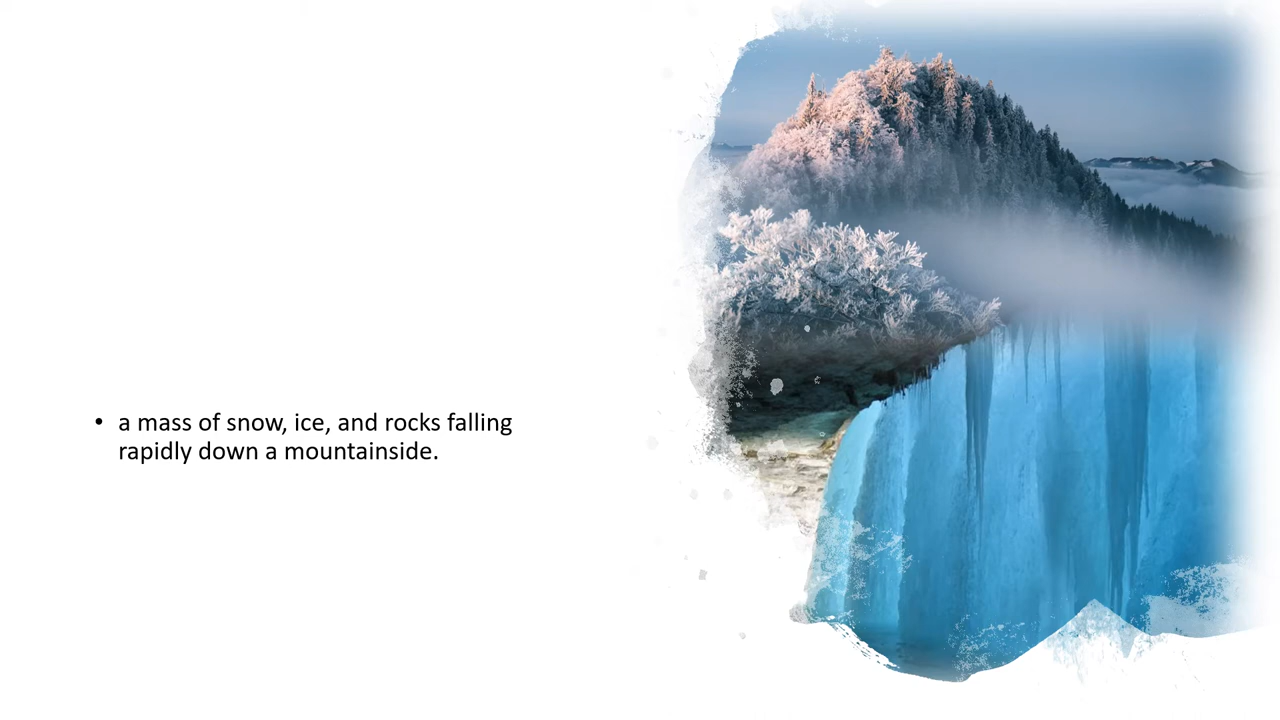 • a mass of snow, ice, and rocks falling
rapidly down a mountainside.